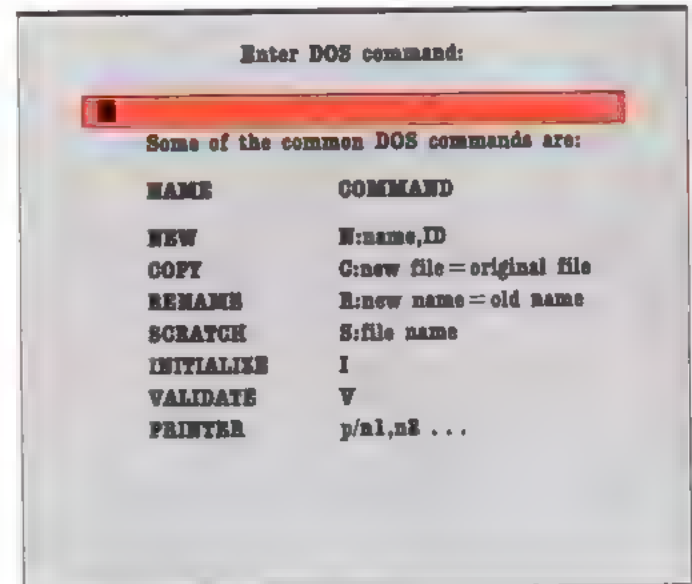 Enter DOS command:
Some of the common DOS commands are:
NAME COMMAND
NEW N:name,ID
COPY C:new file=original file
RENAME R:new name=old name
SCRATCH S:file name
INITIALIZE I
VALIDATE V
PRINTER p/n1,n2 ...